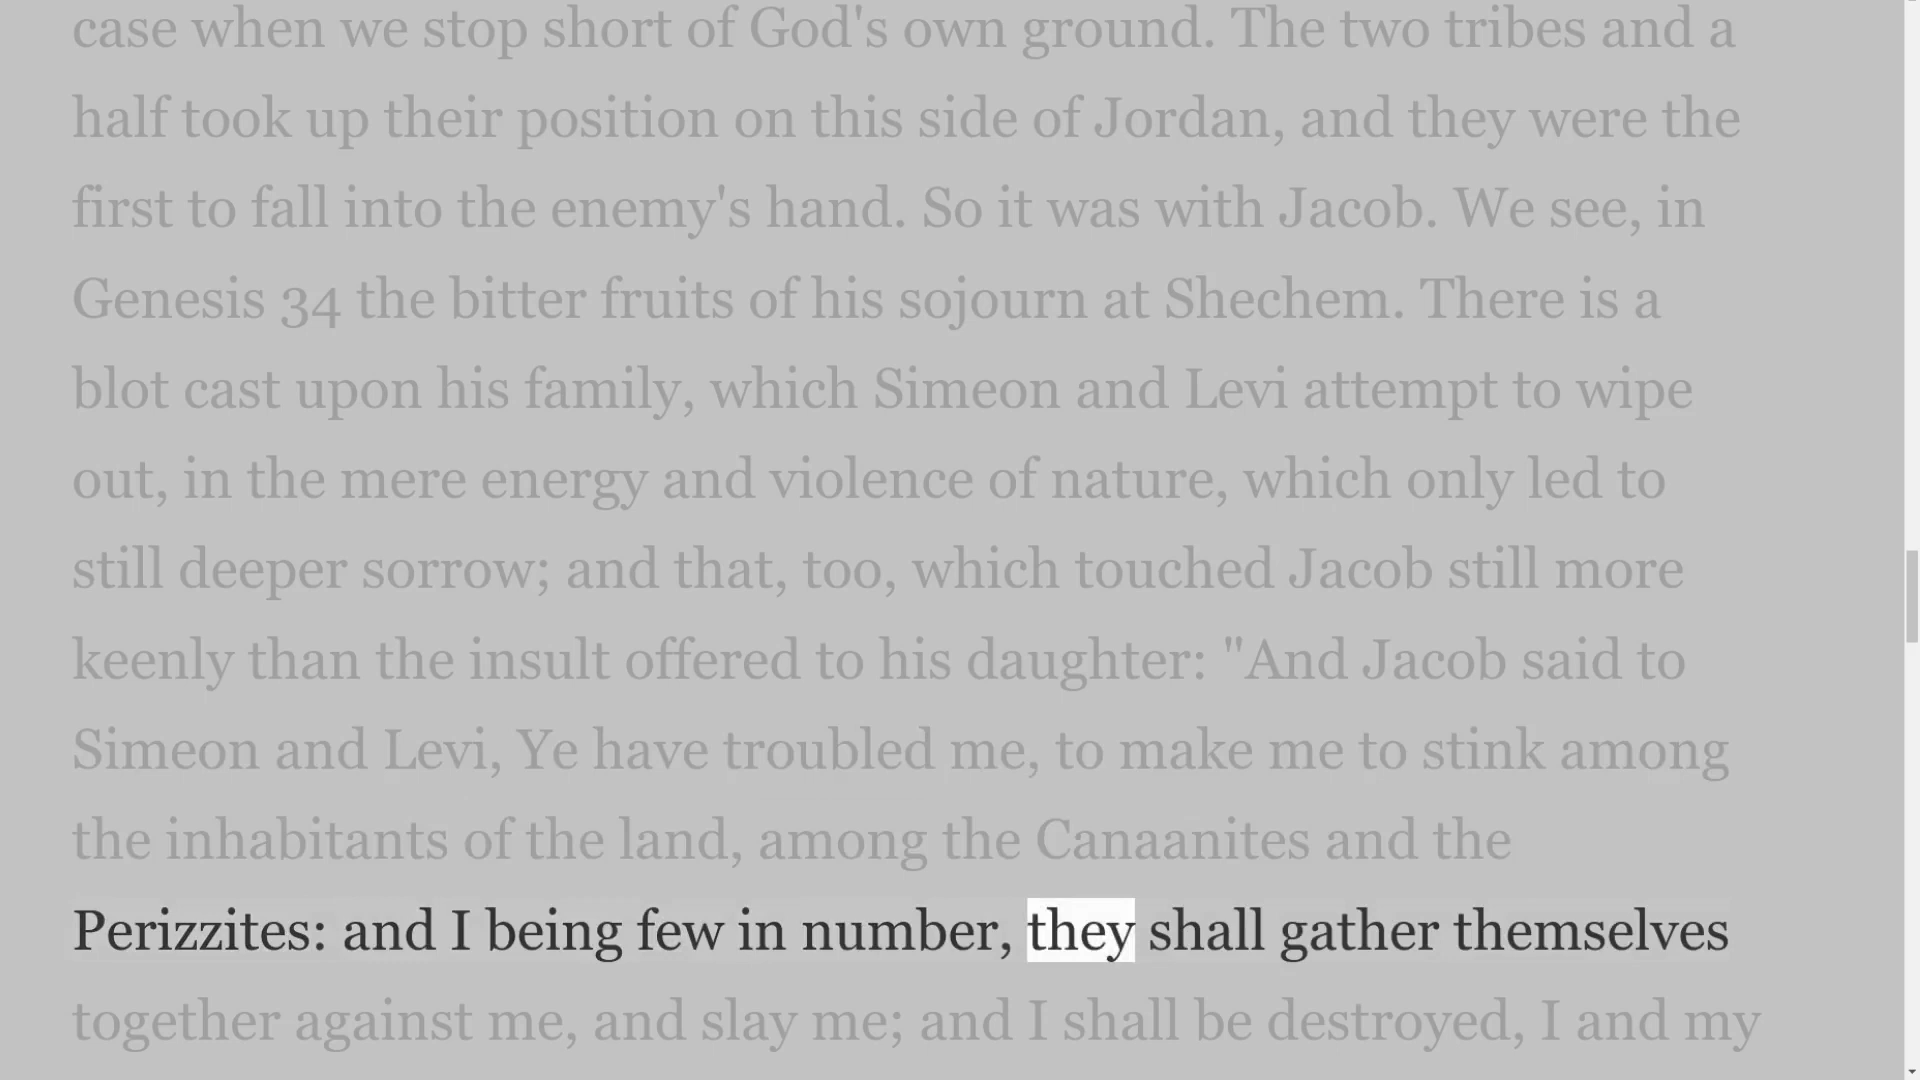 case when we stop short of God's own ground. The two tribes and a
half took up their position on this side of Jordan, and they were the
first to fall into the enemy's hand. So it was with Jacob. We see, in
Genesis 34 the bitter fruits of his sojourn at Shechem. There is a
blot cast upon his family, which Simeon and Levi attempt to wipe
out, in the mere energy and violence of nature, which only led to
still deeper sorrow; and that, too, which touched Jacob still more
keenly than the insult offered to his daughter: "And Jacob said to
Simeon and Levi, Ye have troubled me, to make me to stink among
the inhabitants of the land, among the Canaanites and the
Perizzites: and I being few in number, they shall gather themselves
together against me, and slay me; and I shall be destroyed, I and my